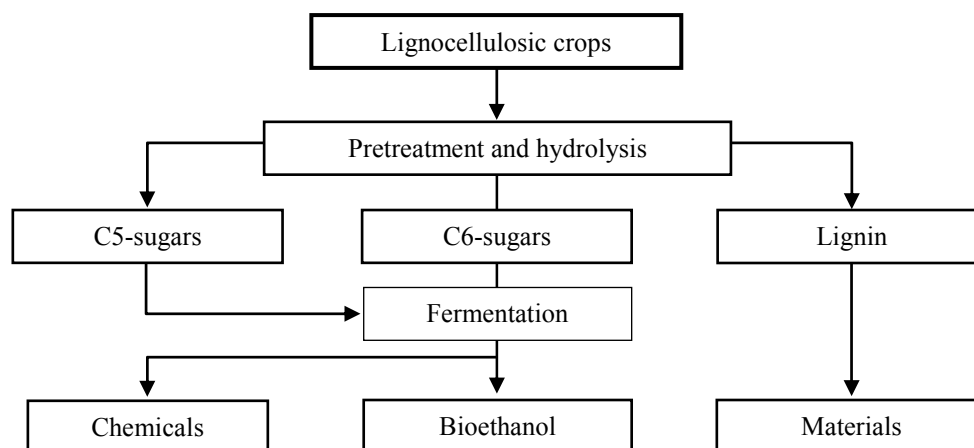 Lignocellulosic crops
Pretreatment and hydrolysis
C5-sugars
C6-sugars
Lignin
Fermentation
Chemicals
Bioethanol
Materials